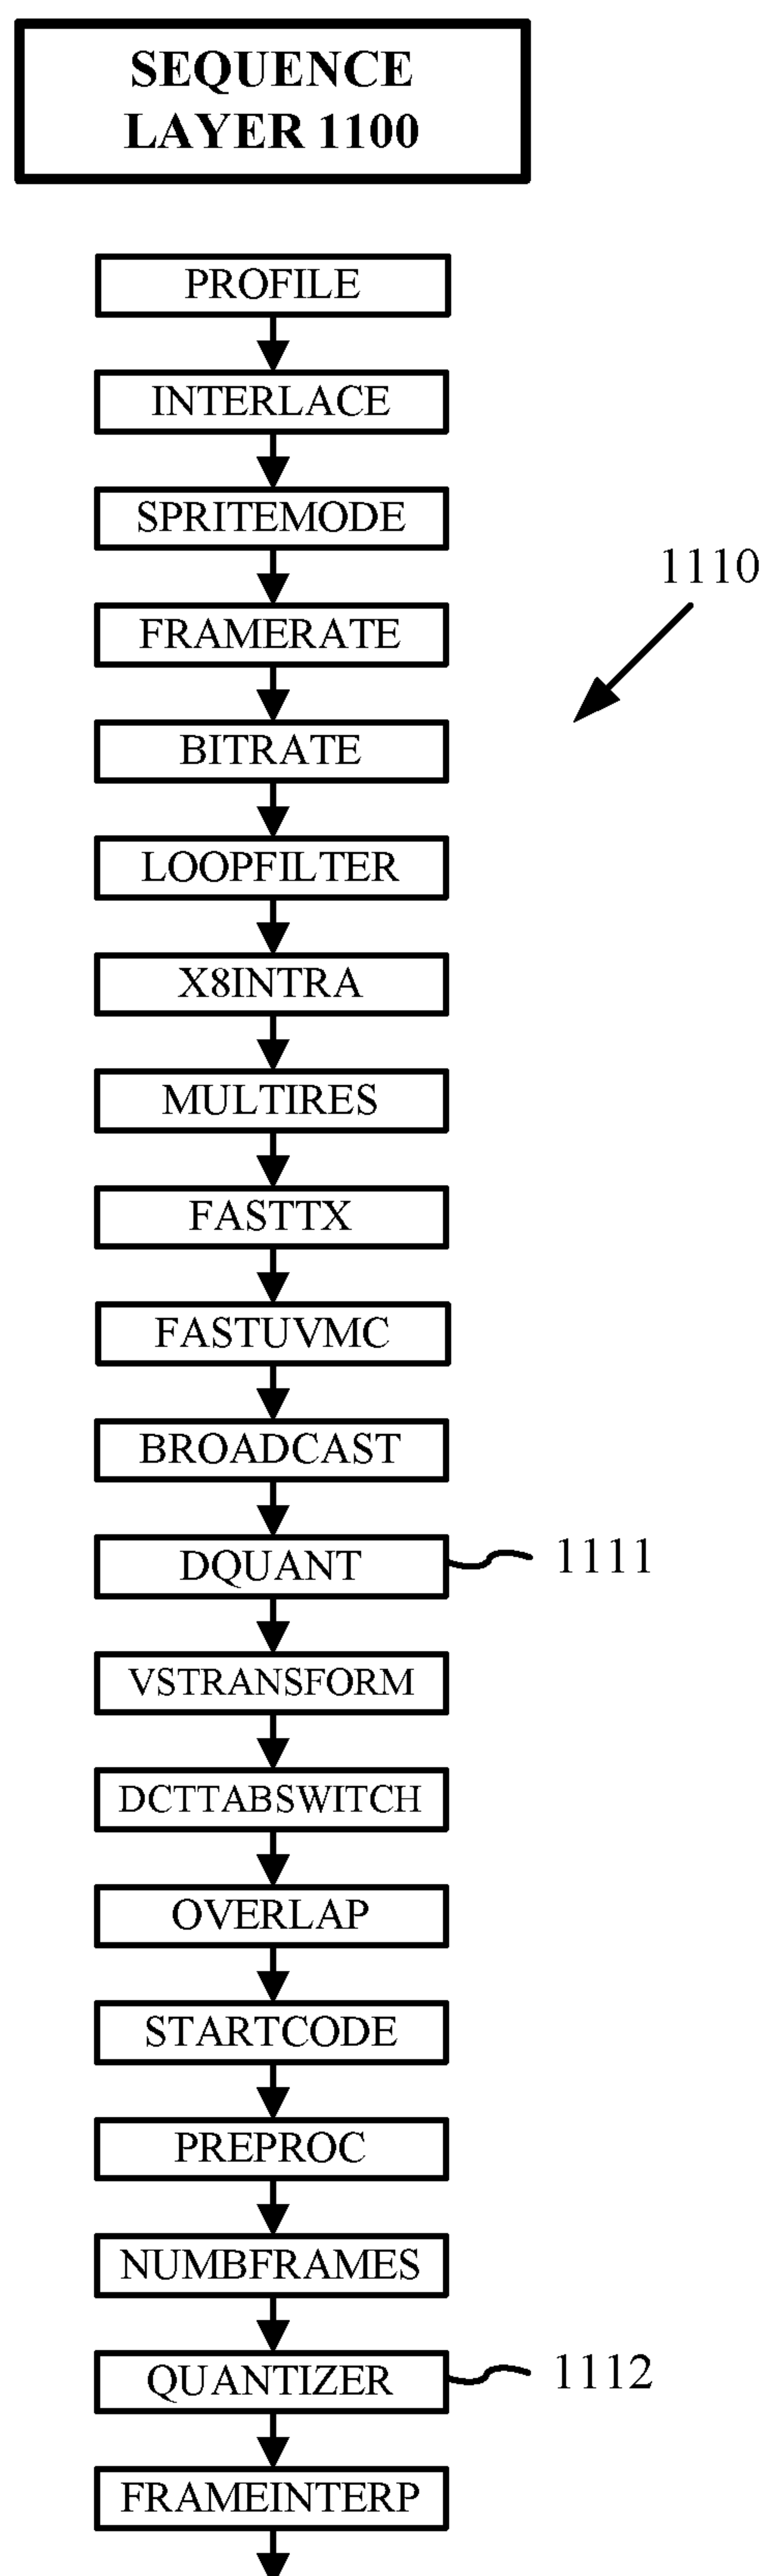 SEQUENCE
LAYER 1100
PROFILE
INTERLACE
SPRITEMODE
1110
FRAMERATE
BITRATE
LOOPFILTER
X8INTRA
MULTIRES
FASTTX
FASTUVMC
BROADCAST
DQUANT
1111
VSTRANSFORM
DCTTABSWITCH
OVERLAP
STARTCODE
PREPROC
NUMBFRAMES
QUANTIZER
1112
FRAMEINTERP